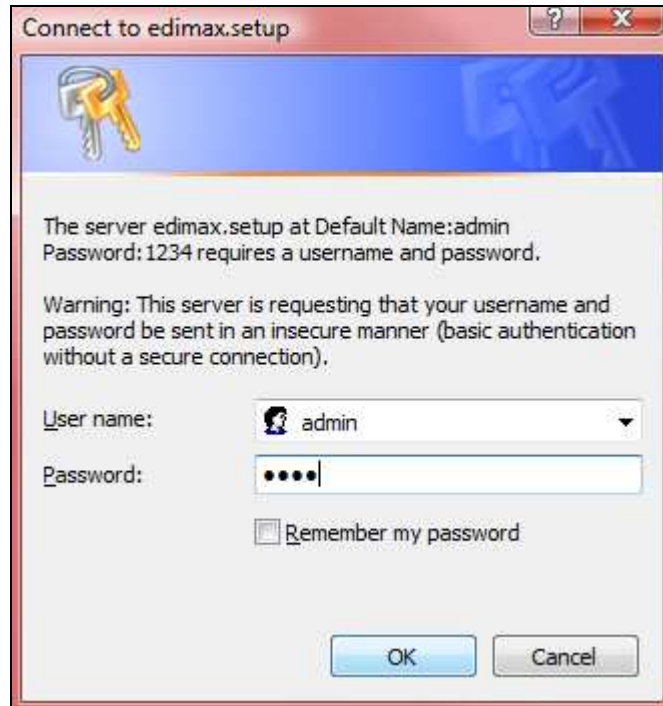 Connect to edimax.setup
The server edimax.setup at Default Name:admin
Password:1234 requires a username and password.
Warning: This server is requesting that your username and
password be sent in an insecure manner (basic authentication
without a secure connection).
User name:
admin
Password:
••••
Remember my password
OK
Cancel